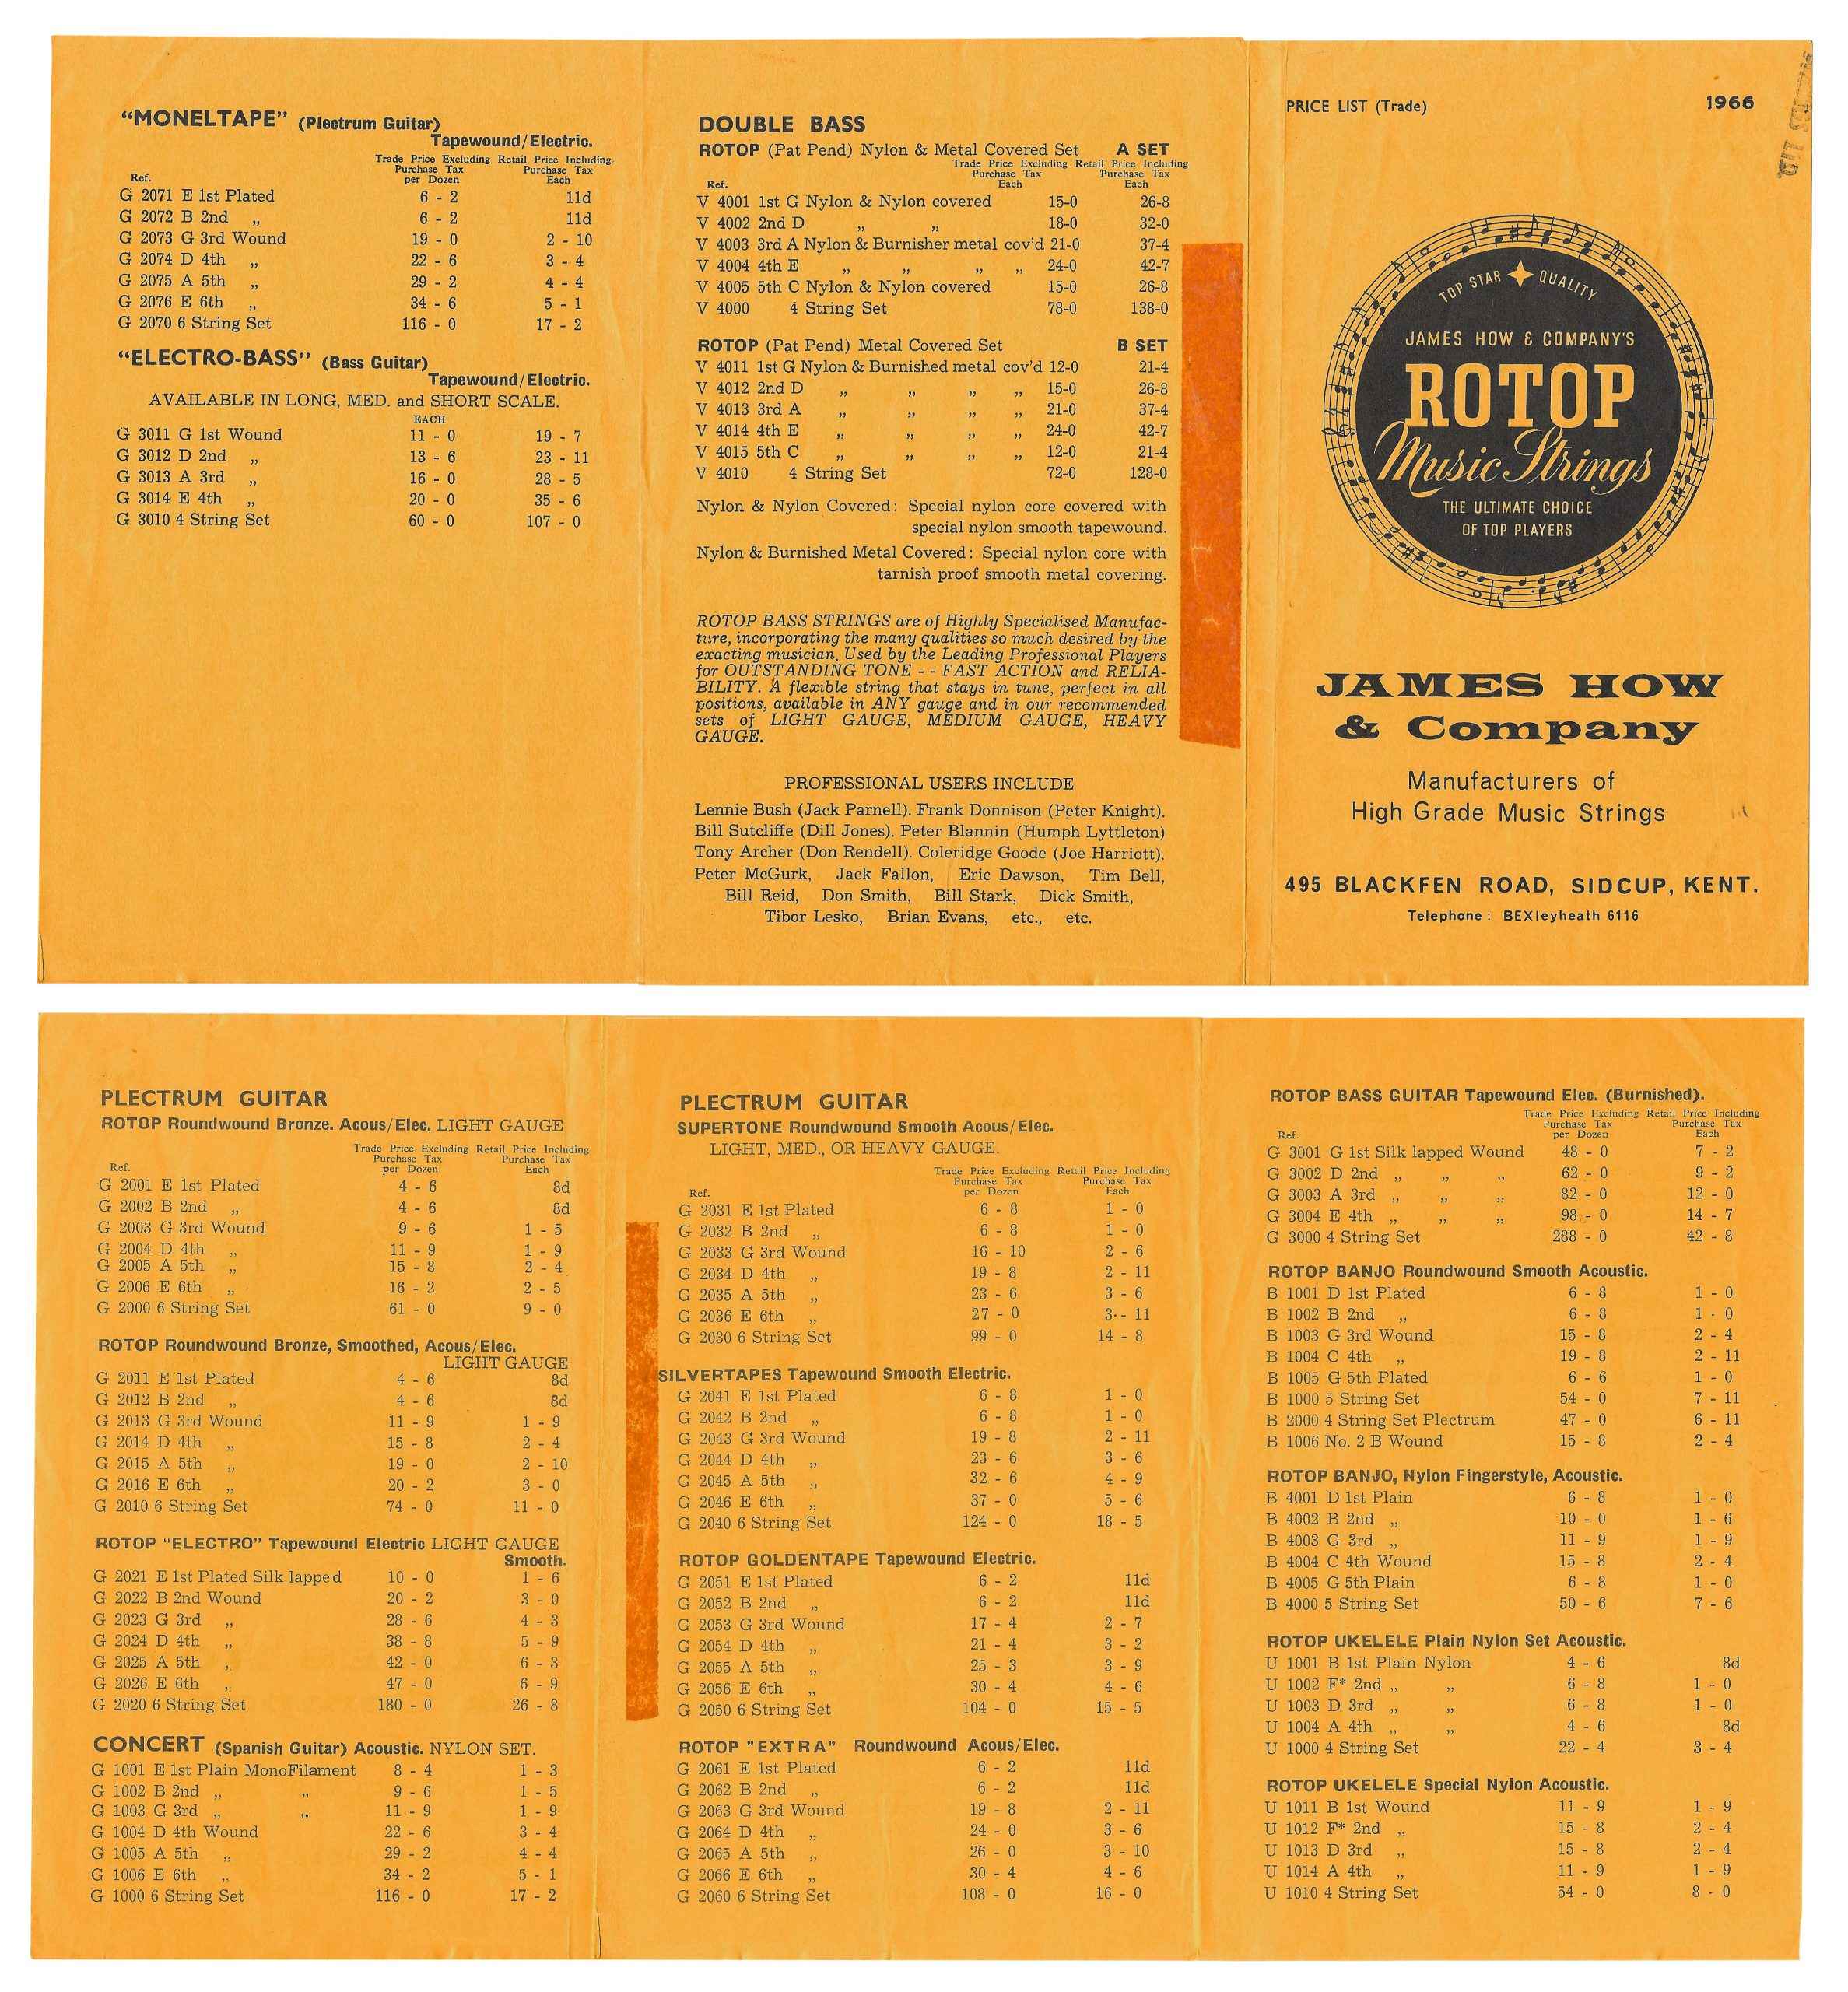 “MONELTAPE” (Plectrum Guitar)
Tapewound/Electric.
Trade Price Excluding Retail Price Including
Purchase Tax Purchase Tax
Ref. per Dozen Each
G 2071 E 1st Plated 6 - 2 11d
G 2072 B 2nd „ 6 - 2 11d
G 2073 G 3rd Wound 19 - 0 2 - 10
G 2074 D 4th „ 22 - 6 3 - 4
G 2075 A 5th „ 29 - 2 4 - 4
G 2076 E 6th „ 34 - 6 5 - 1
G 2070 6 String Set 116 - 0 17 - 2
“ELECTRO-BASS” (Bass Guitar)
Tapewound/Electric.
AVAILABLE IN LONG, MED. and SHORT SCALE.
EACH
G 3011 G 1st Wound 11 - 0 19 - 7
G 3012 D 2nd „ 13 - 6 23 - 11
G 3013 A 3rd „ 16 - 0 28 - 5
G 3014 E 4th „ 20 - 0 35 - 6
G 3010 4 String Set 60 - 0 107 - 0
DOUBLE BASS
ROTOP (Pat Pend) Nylon & Metal Covered Set A SET
Trade Price Excluding Retail Price Including
Purchase Tax Purchase Tax
Ref. Each Each
V 4001 1st G Nylon & Nylon covered 15-0 26-8
V 4002 2nd D „ „ 18-0 32-0
V 4003 3rd A Nylon & Burnisher metal cov’d 21-0 37-4
V 4004 4th E „ „ „ „ 24-0 42-7
V 4005 5th C Nylon & Nylon covered 15-0 26-8
V 4000 4 String Set 78-0 138-0
ROTOP (Pat Pend) Metal Covered Set B SET
V 4011 1st G Nylon & Burnished metal cov’d 12-0 21-4
V 4012 2nd D „ „ „ „ 15-0 26-8
V 4013 3rd A „ „ „ „ 21-0 37-4
V 4014 4th E „ „ „ „ 24-0 42-7
V 4015 5th C „ „ „ „ 12-0 21-4
V 4010 4 String Set 72-0 128-0
Nylon & Nylon Covered: Special nylon core covered with
special nylon smooth tapewound.
Nylon & Burnished Metal Covered: Special nylon core with
tarnish proof smooth metal covering.
ROTOP BASS STRINGS are of Highly Specialised Manufac-
ture, incorporating the many qualities so much desired by the
exacting musician. Used by the Leading Professional Players
for OUTSTANDING TONE - - FAST ACTION and RELIA-
BILITY. A flexible string that stays in tune, perfect in all
positions, available in ANY gauge and in our recommended
sets of LIGHT GAUGE, MEDIUM GAUGE, HEAVY
GAUGE.
PROFESSIONAL USERS INCLUDE
Lennie Bush (Jack Parnell). Frank Donnison (Peter Knight).
Bill Sutcliffe (Dill Jones). Peter Blannin (Humph Lyttleton)
Tony Archer (Don Rendell). Coleridge Goode (Joe Harriott).
Peter McGurk, Jack Fallon, Eric Dawson, Tim Bell,
Bill Reid, Don Smith, Bill Stark, Dick Smith,
Tibor Lesko, Brian Evans, etc., etc.
PRICE LIST (Trade) 1966
TOP STAR QUALITY
JAMES HOW & COMPANY'S
ROTOP
Music Strings
THE ULTIMATE CHOICE
OF TOP PLAYERS
JAMES HOW
& Company
Manufacturers of
High Grade Music Strings
495 BLACKFEN ROAD, SIDCUP, KENT.
Telephone : BEXleyheath 6116
PLECTRUM GUITAR
ROTOP Roundwound Bronze. Acous/Elec. LIGHT GAUGE
Trade Price Excluding Retail Price Including
Purchase Tax Purchase Tax
Ref. per Dozen Each
G 2001 E 1st Plated 4 - 6 8d
G 2002 B 2nd „ 4 - 6 8d
G 2003 G 3rd Wound 9 - 6 1 - 5
G 2004 D 4th „ 11 - 9 1 - 9
G 2005 A 5th „ 15 - 8 2 - 4
G 2006 E 6th „ 16 - 2 2 - 5
G 2000 6 String Set 61 - 0 9 - 0
ROTOP Roundwound Bronze, Smoothed, Acous/Elec.
LIGHT GAUGE
G 2011 E 1st Plated 4 - 6 8d
G 2012 B 2nd „ 4 - 6 8d
G 2013 G 3rd Wound 11 - 9 1 - 9
G 2014 D 4th „ 15 - 8 2 - 4
G 2015 A 5th „ 19 - 0 2 - 10
G 2016 E 6th „ 20 - 2 3 - 0
G 2010 6 String Set 74 - 0 11 - 0
ROTOP “ELECTRO” Tapewound Electric LIGHT GAUGE
Smooth.
G 2021 E 1st Plated Silk lapped 10 - 0 1 - 6
G 2022 B 2nd Wound 20 - 2 3 - 0
G 2023 G 3rd „ 28 - 6 4 - 3
G 2024 D 4th „ 38 - 8 5 - 9
G 2025 A 5th „ 42 - 0 6 - 3
G 2026 E 6th „ 47 - 0 6 - 9
G 2020 6 String Set 180 - 0 26 - 8
CONCERT (Spanish Guitar) Acoustic. NYLON SET.
G 1001 E 1st Plain MonoFilament 8 - 4 1 - 3
G 1002 B 2nd „ „ 9 - 6 1 - 5
G 1003 G 3rd „ „ 11 - 9 1 - 9
G 1004 D 4th Wound 22 - 6 3 - 4
G 1005 A 5th „ 29 - 2 4 - 4
G 1006 E 6th „ 34 - 2 5 - 1
G 1000 6 String Set 116 - 0 17 - 2
PLECTRUM GUITAR
SUPERTONE Roundwound Smooth Acous/Elec.
LIGHT, MED., OR HEAVY GAUGE.
Trade Price Excluding Retail Price Including
Purchase Tax Purchase Tax
Ref. per Dozen Each
G 2031 E 1st Plated 6 - 8 1 - 0
G 2032 B 2nd „ 6 - 8 1 - 0
G 2033 G 3rd Wound 16 - 10 2 - 6
G 2034 D 4th „ 19 - 8 2 - 11
G 2035 A 5th „ 23 - 6 3 - 6
G 2036 E 6th „ 27 - 0 3 - 11
G 2030 6 String Set 99 - 0 14 - 8
SILVERTAPES Tapewound Smooth Electric.
G 2041 E 1st Plated 6 - 8 1 - 0
G 2042 B 2nd „ 6 - 8 1 - 0
G 2043 G 3rd Wound 19 - 8 2 - 11
G 2044 D 4th „ 23 - 6 3 - 6
G 2045 A 5th „ 32 - 6 4 - 9
G 2046 E 6th „ 37 - 0 5 - 6
G 2040 6 String Set 124 - 0 18 - 5
ROTOP GOLDENTAPE Tapewound Electric.
G 2051 E 1st Plated 6 - 2 11d
G 2052 B 2nd „ 6 - 2 11d
G 2053 G 3rd Wound 17 - 4 2 - 7
G 2054 D 4th „ 21 - 4 3 - 2
G 2055 A 5th „ 25 - 3 3 - 9
G 2056 E 6th „ 30 - 4 4 - 6
G 2050 6 String Set 104 - 0 15 - 5
ROTOP "EXTRA" Roundwound Acous/Elec.
G 2061 E 1st Plated 6 - 2 11d
G 2062 B 2nd „ 6 - 2 11d
G 2063 G 3rd Wound 19 - 8 2 - 11
G 2064 D 4th „ 24 - 0 3 - 6
G 2065 A 5th „ 26 - 0 3 - 10
G 2066 E 6th „ 30 - 4 4 - 6
G 2060 6 String Set 108 - 0 16 - 0
ROTOP BASS GUITAR Tapewound Elec. (Burnished).
Trade Price Excluding Retail Price Including
Purchase Tax Purchase Tax
Ref. per Dozen Each
G 3001 G 1st Silk lapped Wound 48 - 0 7 - 2
G 3002 D 2nd „ „ „ 62 - 0 9 - 2
G 3003 A 3rd „ „ „ 82 - 0 12 - 0
G 3004 E 4th „ „ „ 98 - 0 14 - 7
G 3000 4 String Set 288 - 0 42 - 8
ROTOP BANJO Roundwound Smooth Acoustic.
B 1001 D 1st Plated 6 - 8 1 - 0
B 1002 B 2nd „ 6 - 8 1 - 0
B 1003 G 3rd Wound 15 - 8 2 - 4
B 1004 C 4th „ 19 - 8 2 - 11
B 1005 G 5th Plated 6 - 6 1 - 0
B 1000 5 String Set 54 - 0 7 - 11
B 2000 4 String Set Plectrum 47 - 0 6 - 11
B 1006 No. 2 B Wound 15 - 8 2 - 4
ROTOP BANJO, Nylon Fingerstyle, Acoustic.
B 4001 D 1st Plain 6 - 8 1 - 0
B 4002 B 2nd „ 10 - 0 1 - 6
B 4003 G 3rd „ 11 - 9 1 - 9
B 4004 C 4th Wound 15 - 8 2 - 4
B 4005 G 5th Plain 6 - 8 1 - 0
B 4000 5 String Set 50 - 6 7 - 6
ROTOP UKELELE Plain Nylon Set Acoustic.
U 1001 B 1st Plain Nylon 4 - 6 8d
U 1002 F* 2nd „ „ 6 - 8 1 - 0
U 1003 D 3rd „ „ 6 - 8 1 - 0
U 1004 A 4th „ „ 4 - 6 8d
U 1000 4 String Set 22 - 4 3 - 4
ROTOP UKELELE Special Nylon Acoustic.
U 1011 B 1st Wound 11 - 9 1 - 9
U 1012 F* 2nd „ 15 - 8 2 - 4
U 1013 D 3rd „ 15 - 8 2 - 4
U 1014 A 4th „ 11 - 9 1 - 9
U 1010 4 String Set 54 - 0 8 - 0